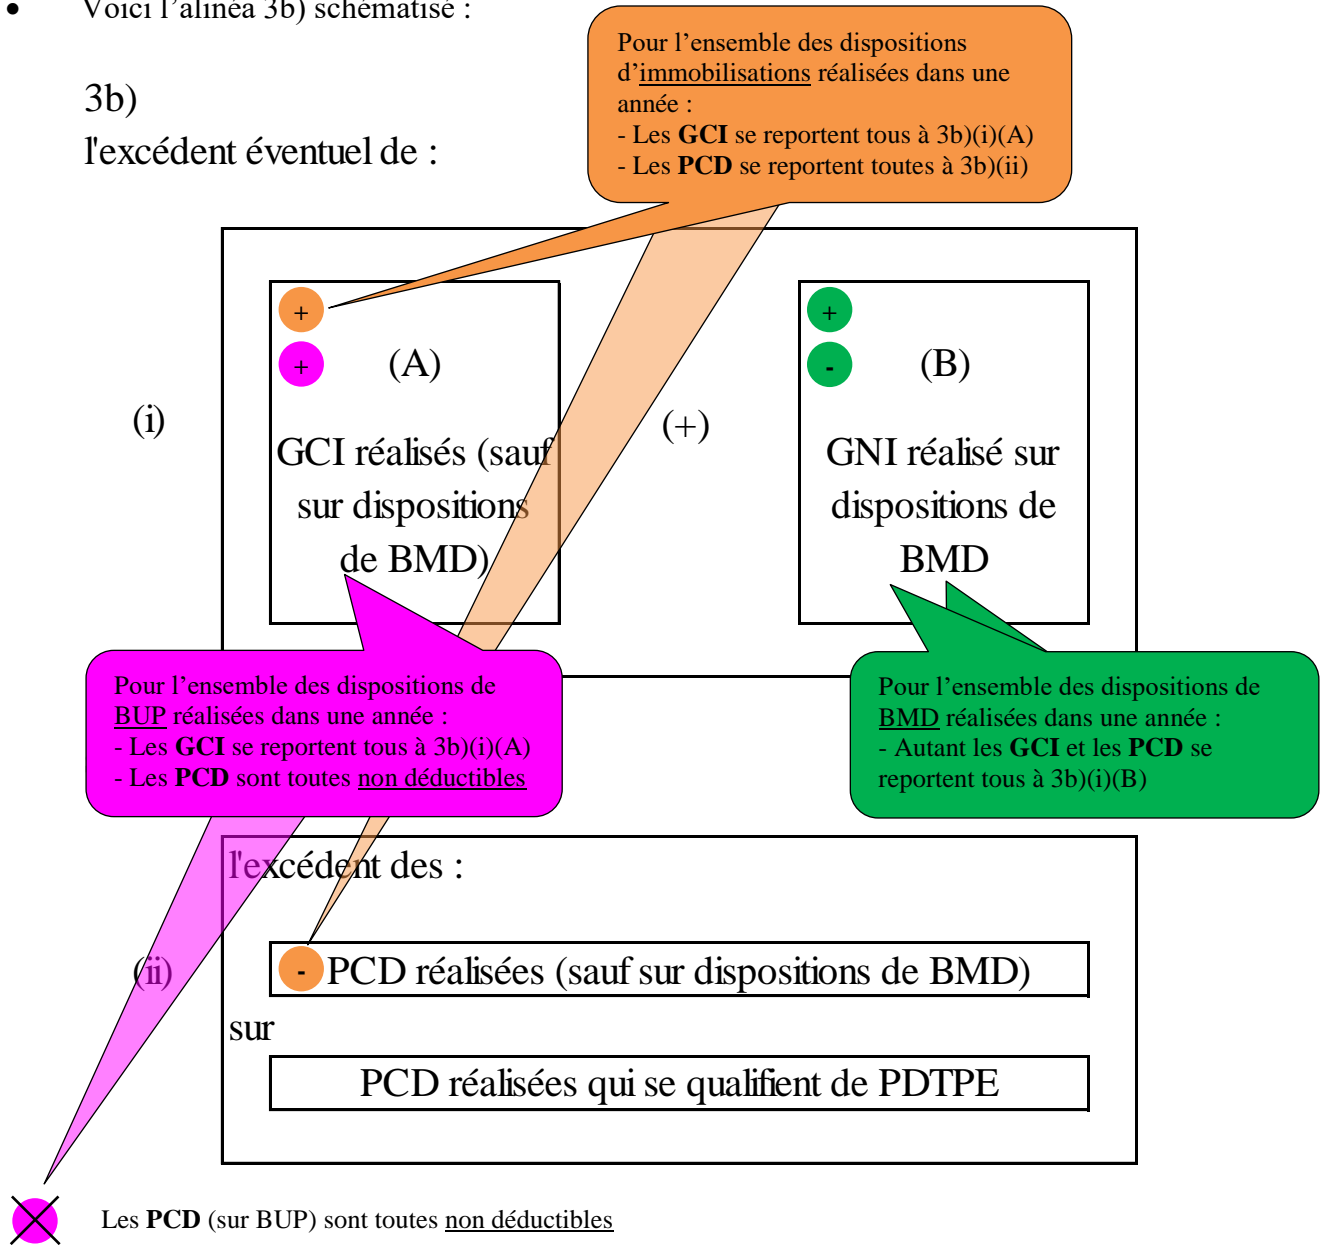 • Voici l'alinéa 3b) schématisé :
Pour l'ensemble des dispositions
d'immobilisations réalisées dans une
année :
- Les GCI se reportent tous à 3b)(i)(A)
- Les PCD se reportent toutes à 3b)(ii)
3b)
l'excédent éventuel de :
(i)
+
+
(A)
GCI réalisés (sauf
sur dispositions
de BMD)
(+)
+
-
(B)
GNI réalisé sur
dispositions de
BMD
Pour l'ensemble des dispositions de
BUP réalisées dans une année :
- Les GCI se reportent tous à 3b)(i)(A)
- Les PCD sont toutes non déductibles
Pour l'ensemble des dispositions de
BMD réalisées dans une année :
- Autant les GCI et les PCD se
reportent tous à 3b)(i)(B)
l'excédent des :
(ii)
- PCD réalisées (sauf sur dispositions de BMD)
sur
PCD réalisées qui se qualifient de PDTPE
Les PCD (sur BUP) sont toutes non déductibles